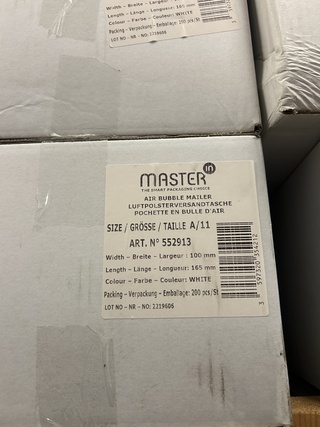 Width - Breite - Largeur
Length - Länge - Longueur: 165 mm
Colour - Farbe - Couleur: WHITE
Packing - Verpackung - Emballage: 200 pcs/St
LOT NO - NR - NO: 2219606
MASTER in
THE SMART PACKAGING CHOICE
AIR BUBBLE MAILER
LUFTPOLSTERVERSANDTASCHE
POCHETTE EN BULLE D'AIR
SIZE / GRÖSSE / TAILLE A/11
ART. N° 552913
Width - Breite - Largeur : 100 mm
Length - Länge - Longueur: 165 mm
Colour - Farbe - Couleur: WHITE
Packing - Verpackung - Emballage: 200 pcs/St
LOT NO - NR - NO: 2219606